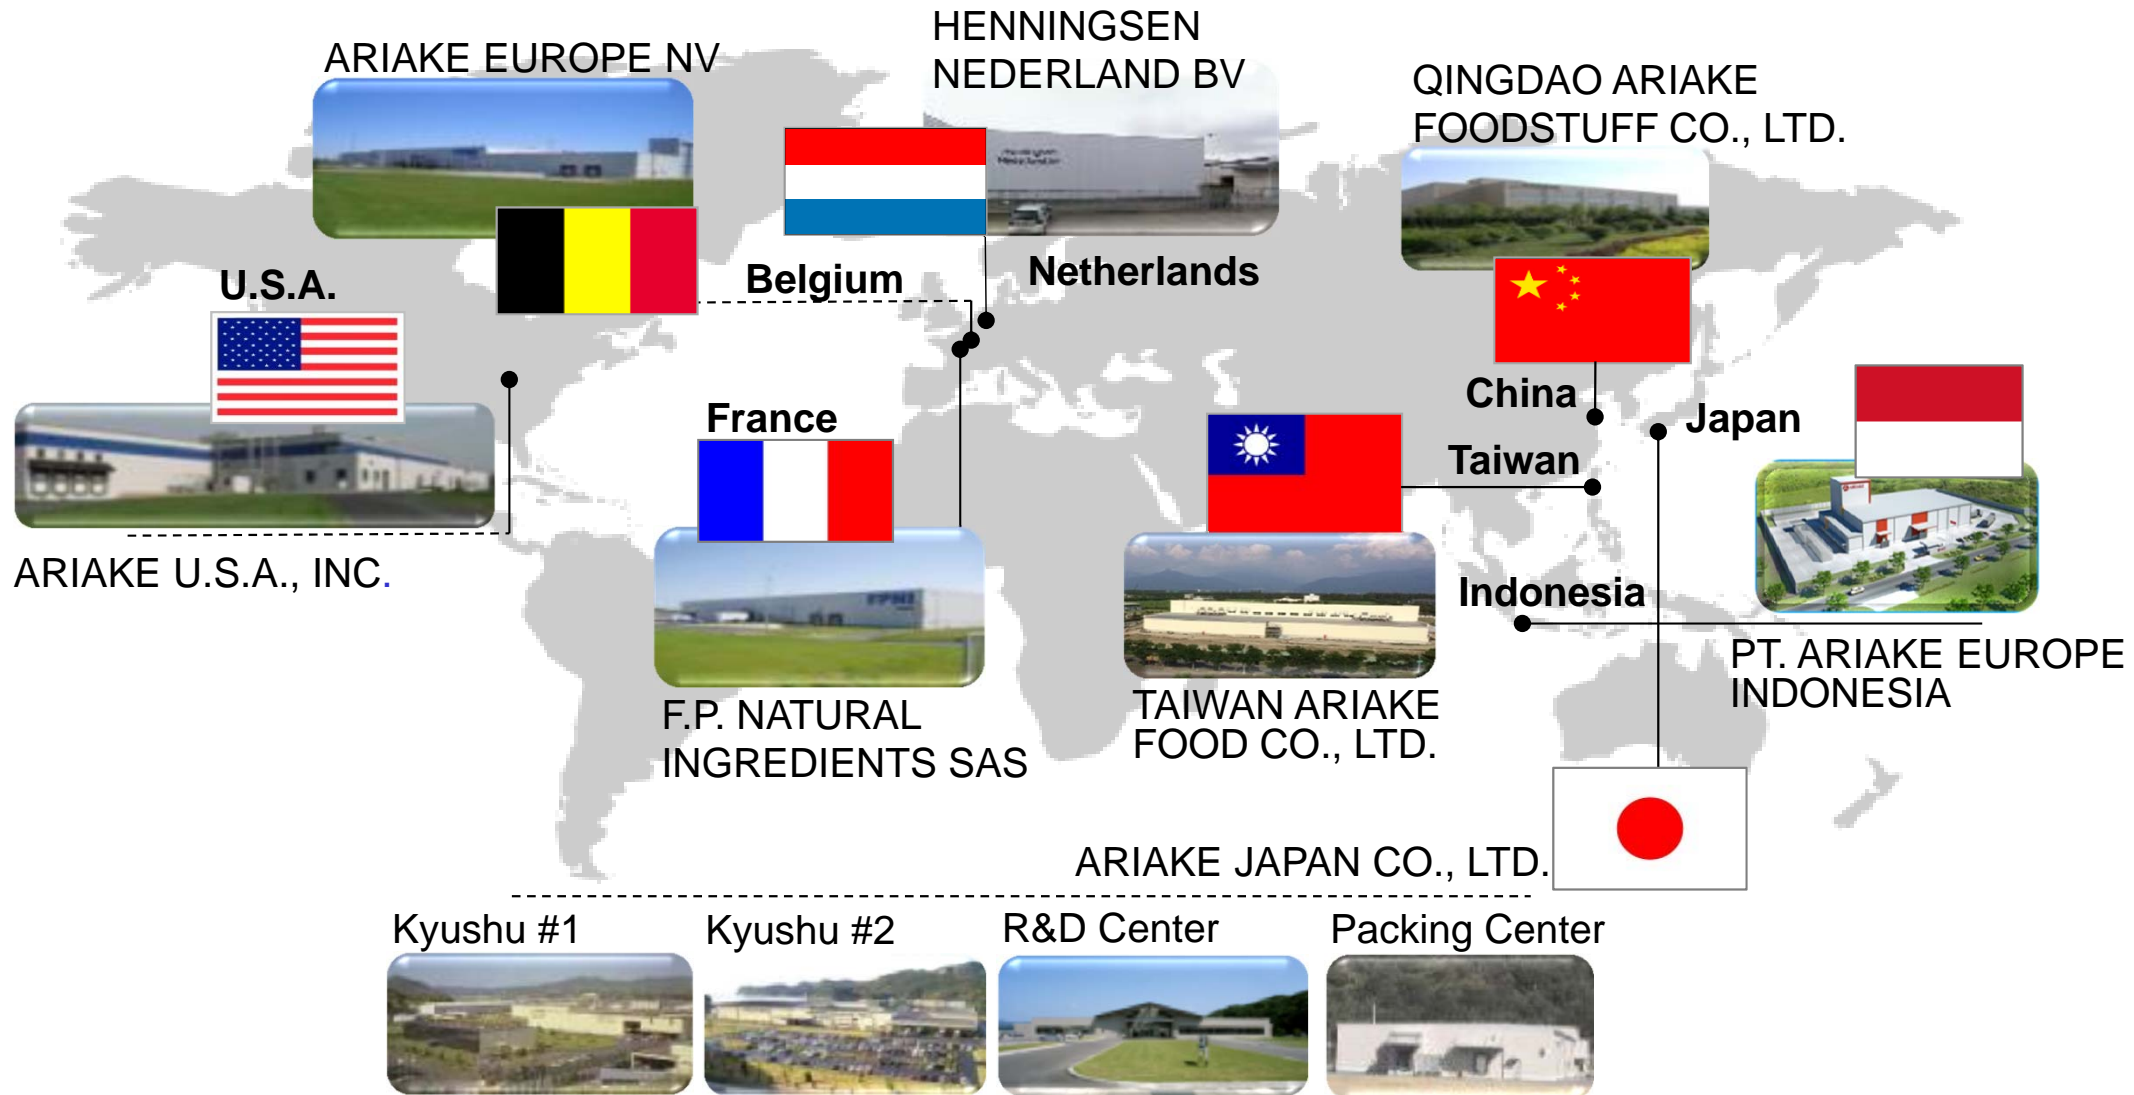 ARIAKE EUROPE NV
HENNINGSEN
NEDERLAND BV
QINGDAO ARIAKE
FOODSTUFF CO., LTD.
U.S.A.
Belgium
Netherlands
China
Japan
France
Taiwan
ARIAKE U.S.A., INC.
Indonesia
PT. ARIAKE EUROPE
INDONESIA
F.P. NATURAL
INGREDIENTS SAS
TAIWAN ARIAKE
FOOD CO., LTD.
ARIAKE JAPAN CO., LTD.
Kyushu #1
Kyushu #2
R&D Center
Packing Center